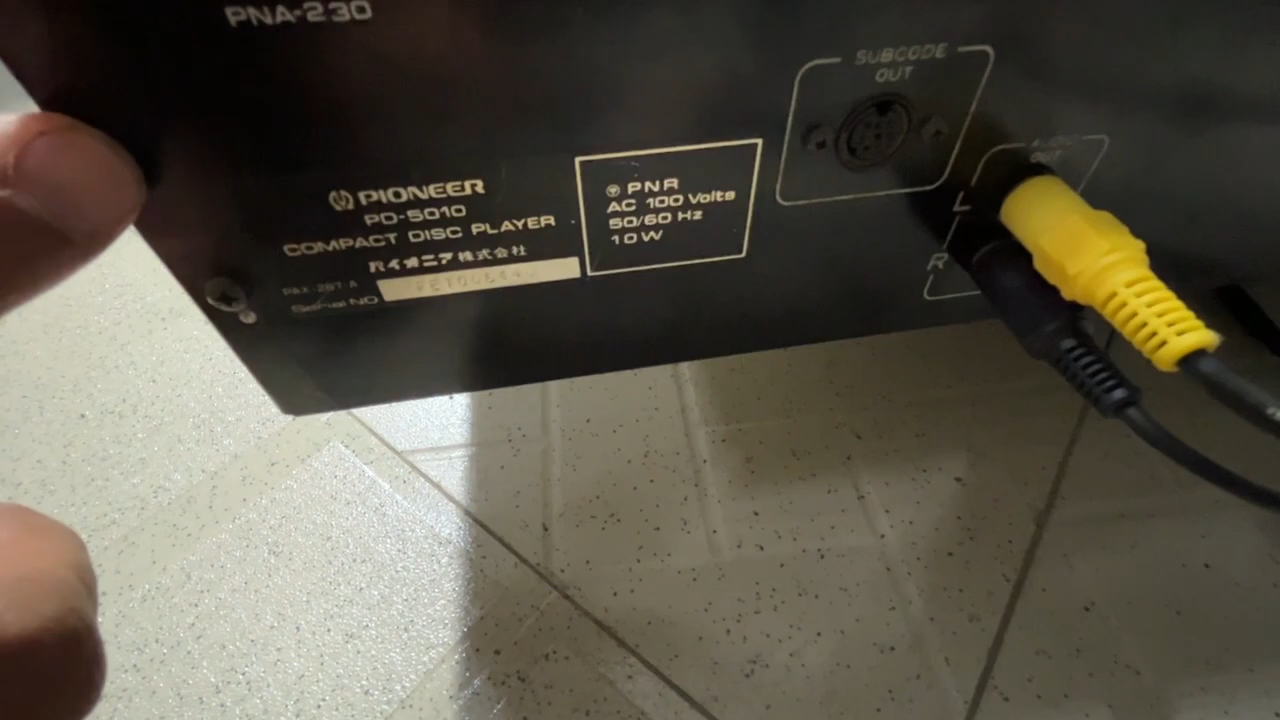 PNA-230
PIONEER
PD-5010
COMPACT DISC PLAYER
パイオニア株式会社
Serial NO
PNR
AC 100 Volts
50/60 Hz
10W
SUBCODE
OUT
L
R